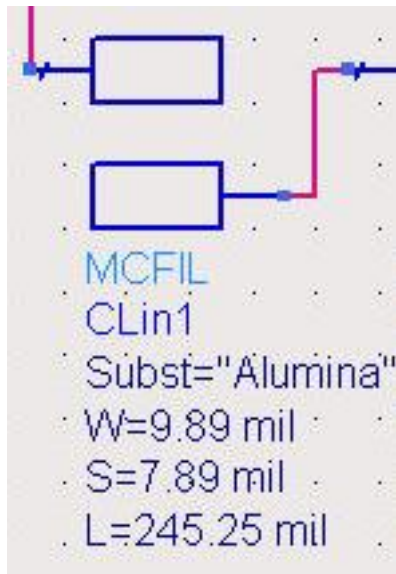 MCFIL
CLin1
Subst="Alumina"
W=9.89 mil
S=7.89 mil
L=245.25 mil